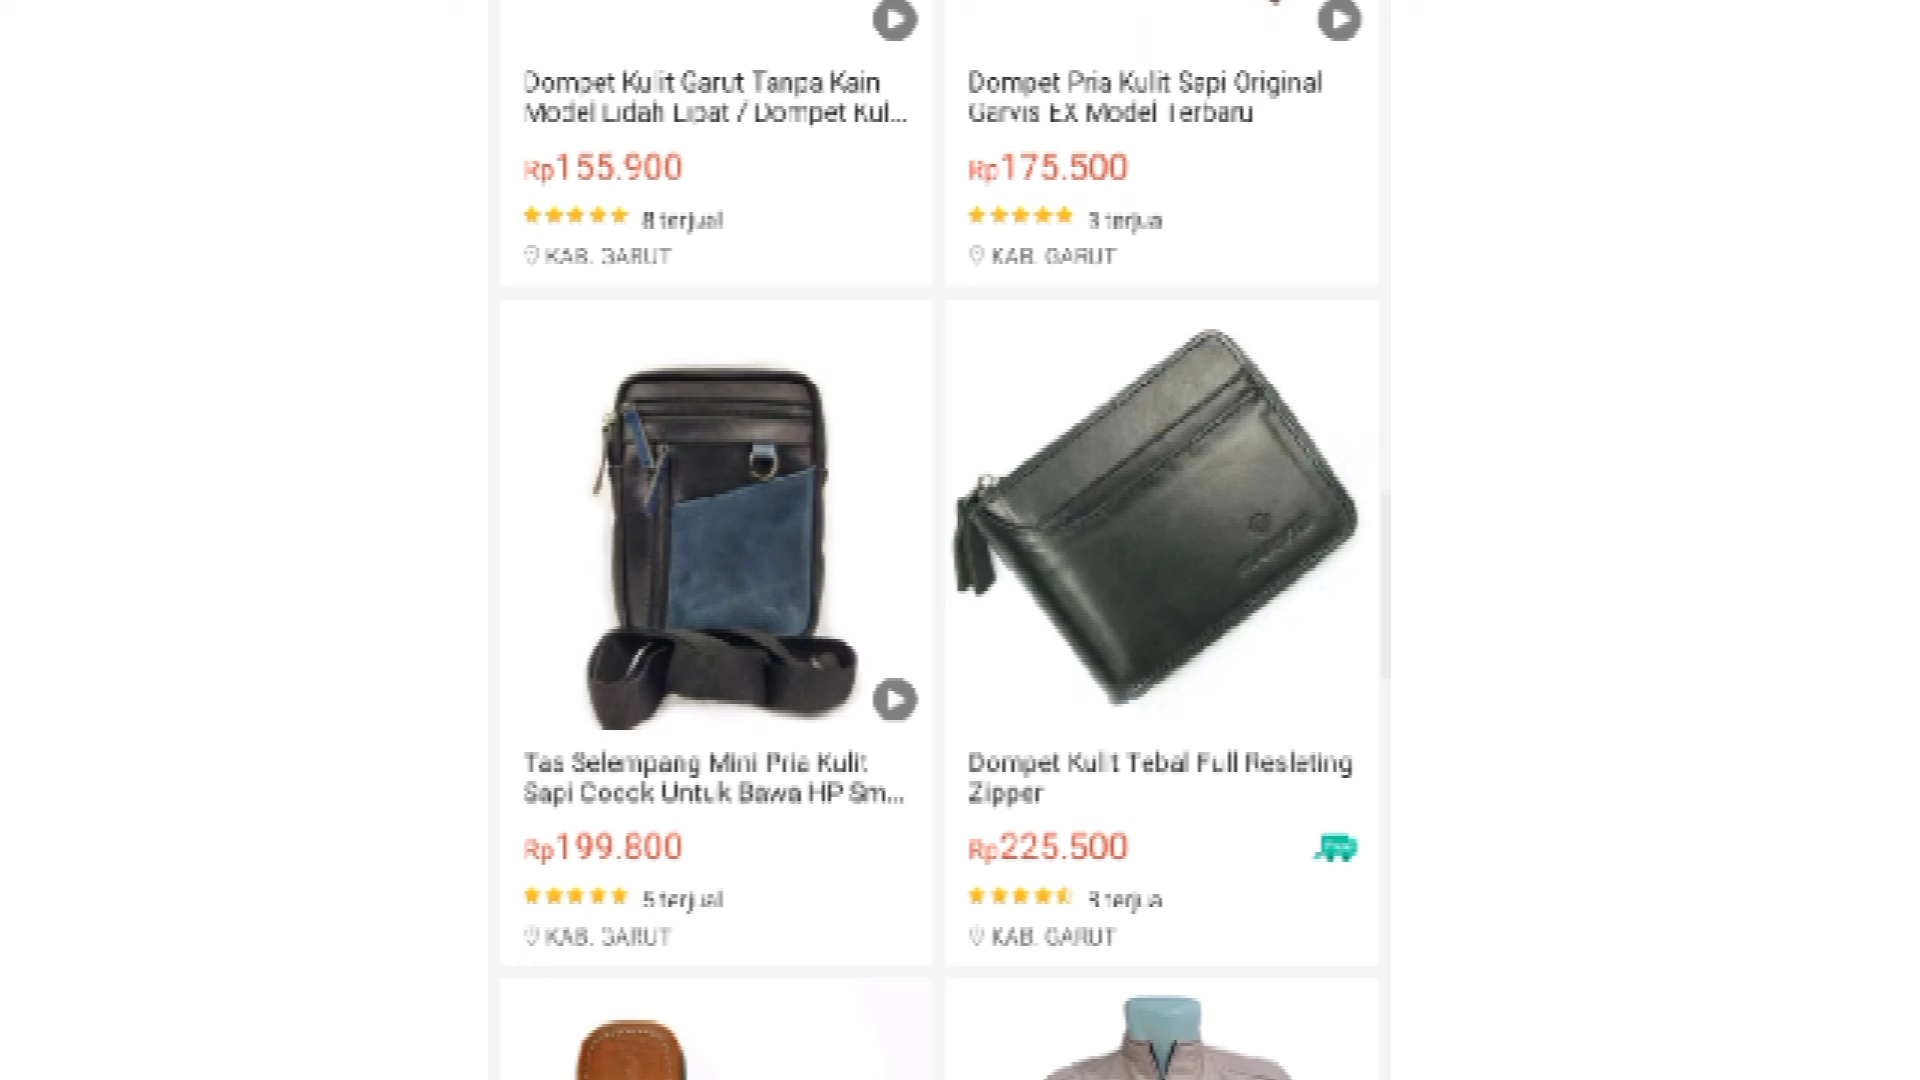 Dompet Kulit Garut Tanpa Kain
Model Lidah Lipat / Dompet Kul...
Rp155.900
8 terjual
KAB. GARUT
Dompet Pria Kulit Sapi Original
Garvis EX Model Terbaru
Rp175.500
3 terjual
KAB. GARUT
Tas Selempang Mini Pria Kulit
Sapi Cocok Untuk Bawa HP Sm...
Rp199.800
5 terjual
KAB. GARUT
Dompet Kulit Tebal Full Resleting
Zipper
Rp225.500
3 terjual
KAB. GARUT